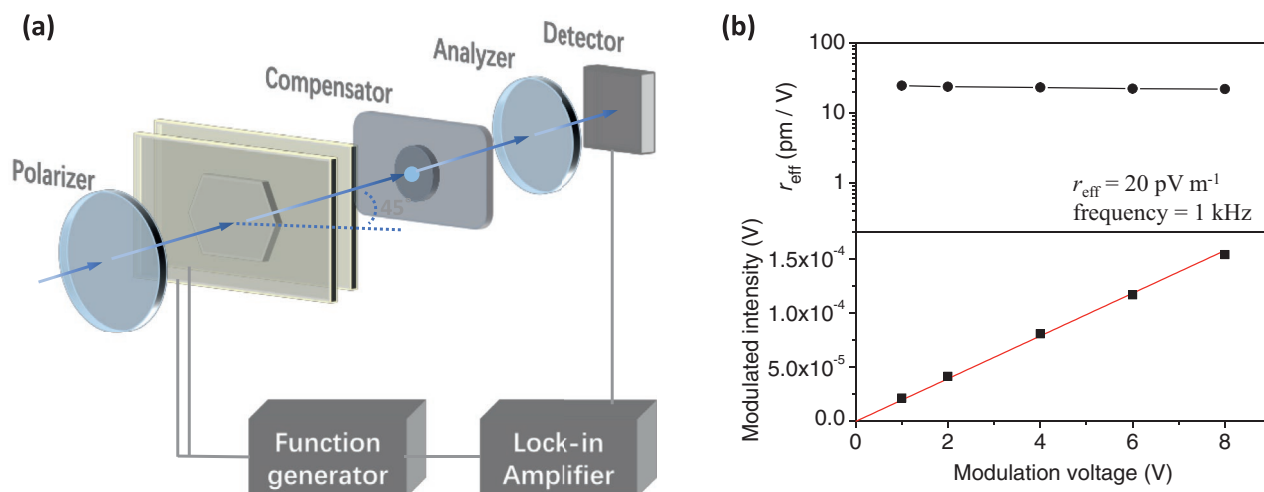 (a)
Polarizer
Compensator
Analyzer
Detector
45°
Function
generator
Lock-in
Amplifier
(b)
100
10
1
r_eff (pm / V)
r_eff = 20 pV m⁻¹
frequency = 1 kHz
Modulated intensity (V)
1.5x10⁻⁴
1.0x10⁻⁴
5.0x10⁻⁵
0.0
0 2 4 6 8
Modulation voltage (V)